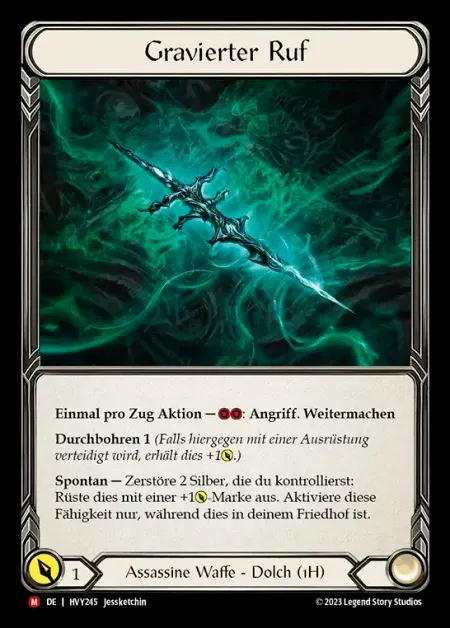 Gravierter Ruf
Einmal pro Zug Aktion — : Angriff. Weitermachen
Durchbohren 1 (Falls hiergegen mit einer Ausrüstung
verteidigt wird, erhält dies +1.)
Spontan — Zerstöre 2 Silber, die du kontrollierst:
Rüste dies mit einer +1-Marke aus. Aktiviere diese
Fähigkeit nur, während dies in deinem Friedhof ist.
1
Assassine Waffe - Dolch (1H)
M DE | HVY245 Jessketchin
© 2023 Legend Story Studios